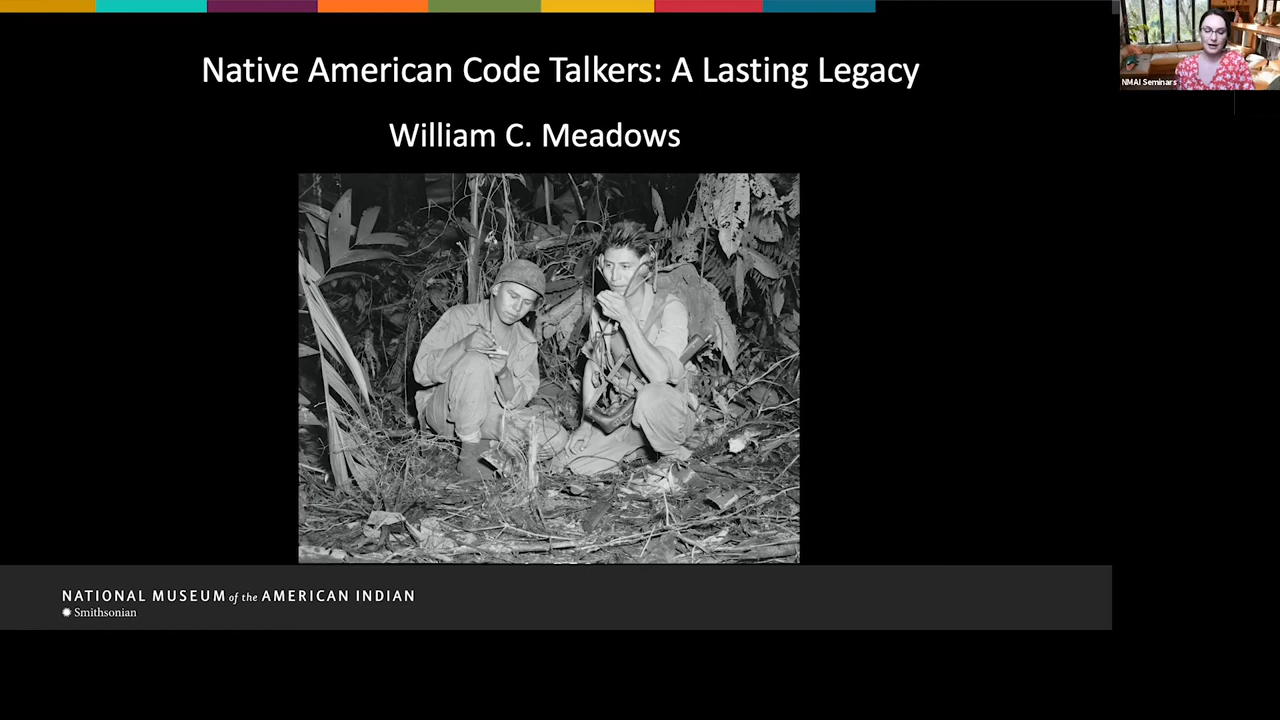 Native American Code Talkers: A Lasting Legacy
NMAI Seminars
William C. Meadows
NATIONAL MUSEUM of the AMERICAN INDIAN
Smithsonian